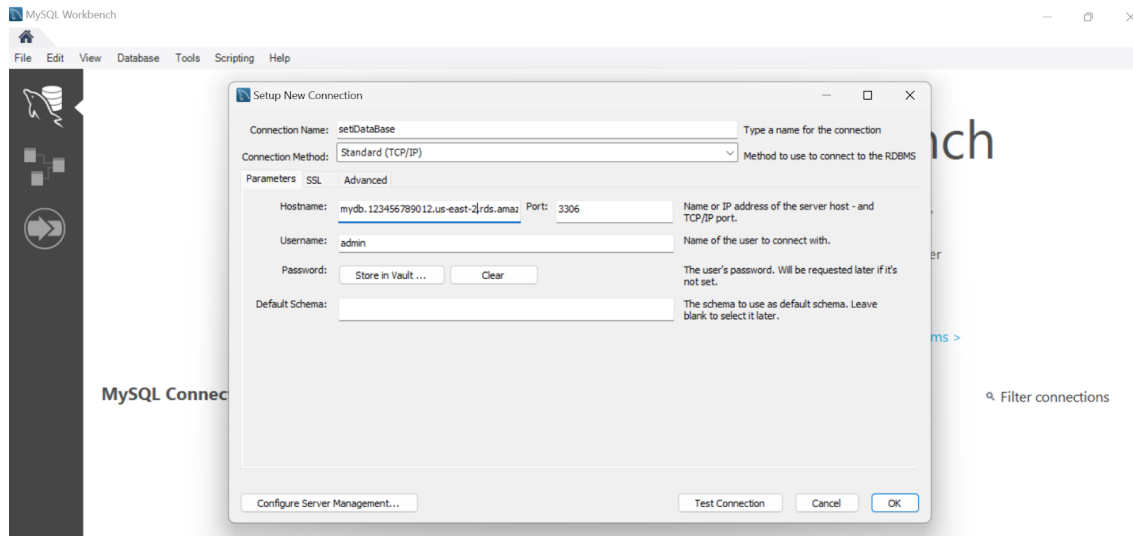 MySQL Workbench
File Edit View Database Tools Scripting Help
Setup New Connection
Connection Name: setiDataBase Type a name for the connection
Connection Method: Standard (TCP/IP) Method to use to connect to the RDBMS
Parameters SSL Advanced
Hostname: mydb.123456789012.us-east-2.rds.amaz Port: 3306 Name or IP address of the server host - and
TCP/IP port.
Username: admin Name of the user to connect with.
Password: Store in Vault ... Clear The user's password. Will be requested later if it's
not set.
Default Schema: The schema to use as default schema. Leave
blank to select it later.
ch
er
ms >
MySQL Connec
Filter connections
Configure Server Management... Test Connection Cancel OK